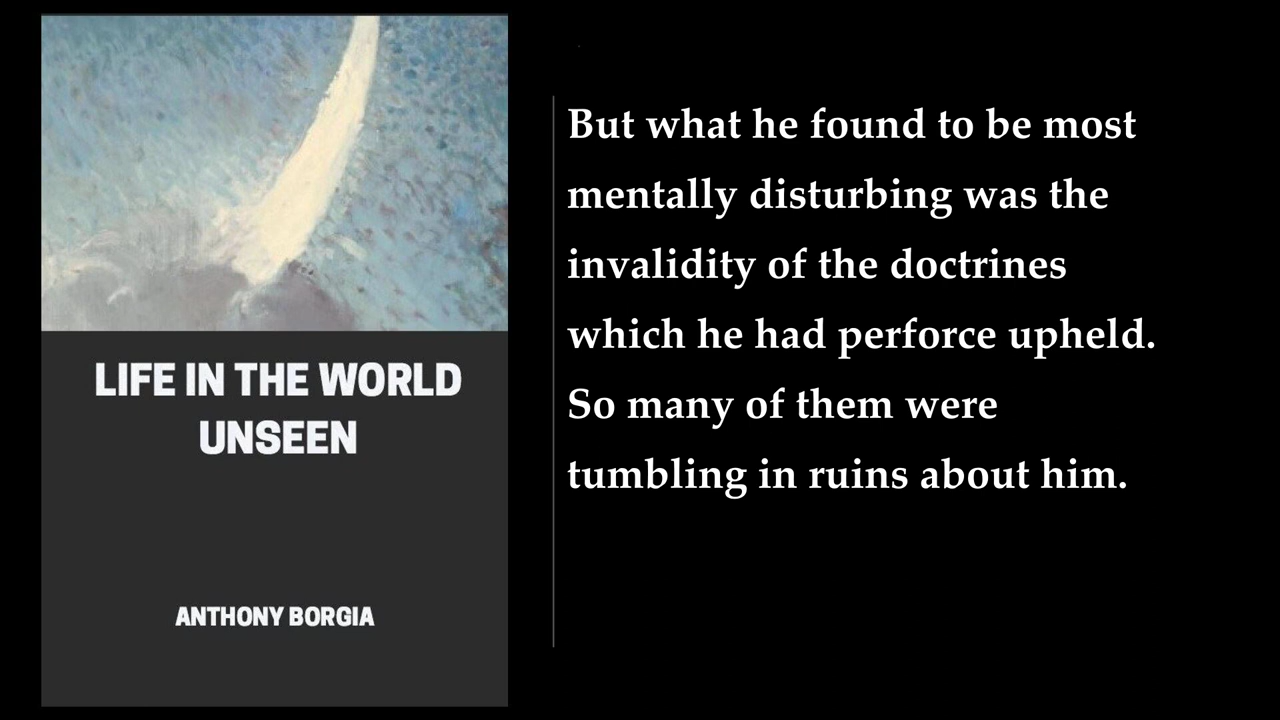 LIFE IN THE WORLD
UNSEEN
ANTHONY BORGIA
But what he found to be most
mentally disturbing was the
invalidity of the doctrines
which he had perforce upheld.
So many of them were
tumbling in ruins about him.